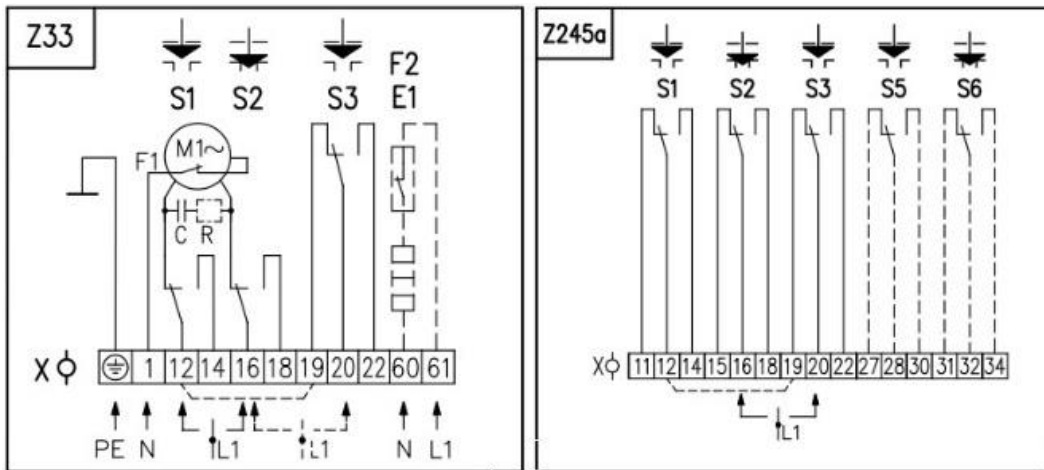 Z33
F2
S1 S2 S3 E1
F1 M1~
C R
X 1 12 14 16 18 19 20 22 60 61
PE N L1 L1 N L1
Z245a
S1 S2 S3 S5 S6
X 11 12 14 15 16 18 19 20 22 27 28 30 31 32 34
L1